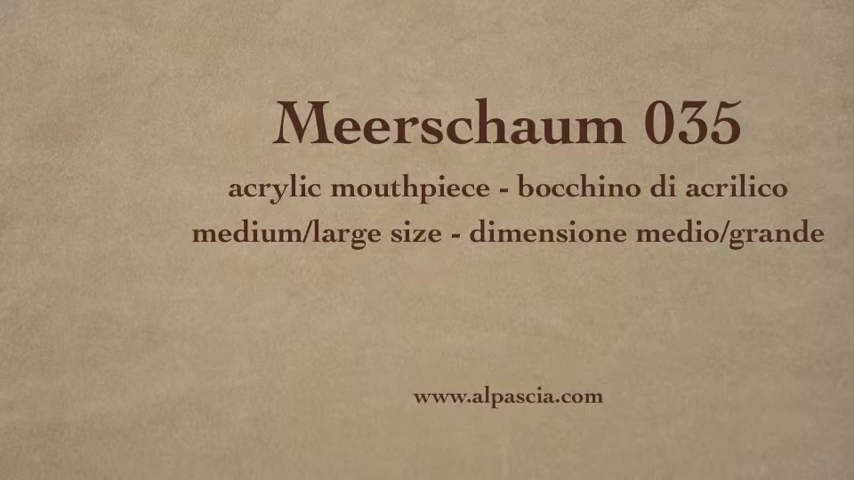 Meerschaum 035
acrylic mouthpiece - bocchino di acrilico
medium/large size - dimensione medio/grande
www.alpascia.com